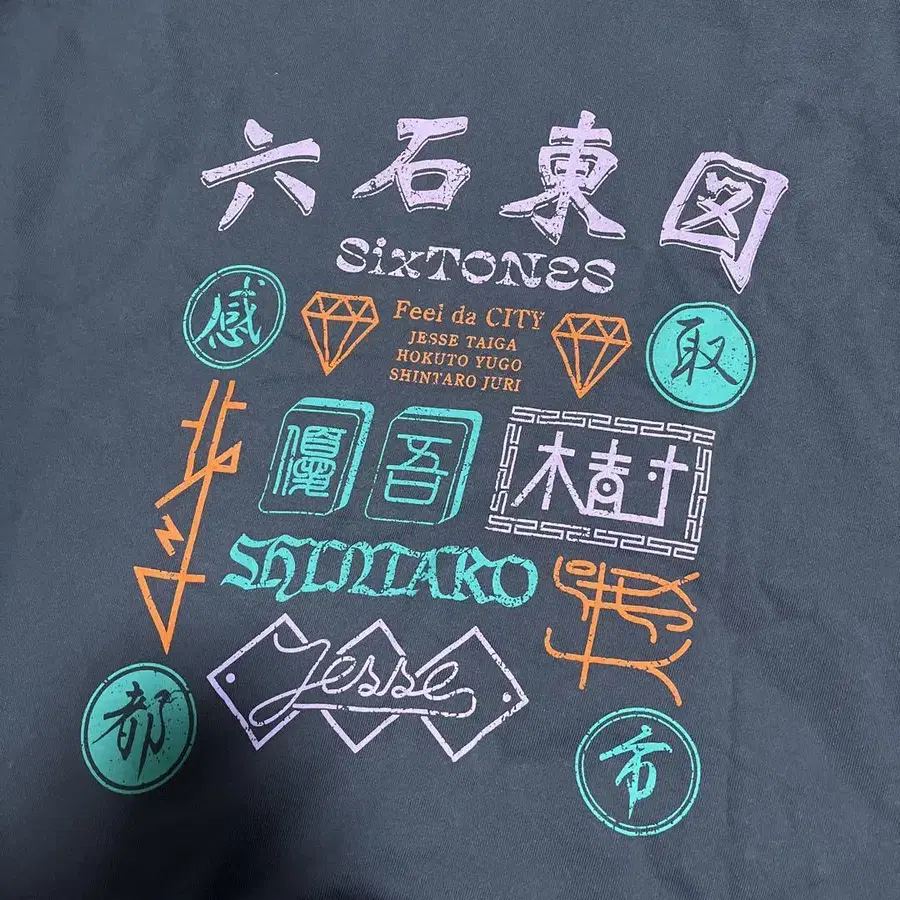 六石東図
SixTONES
感
Feel da CITY
取
JESSE TAIGA
HOKUTO YUGO
SHINTARO JURI
優吾
樹
SHINTARO
Jesse
都
市